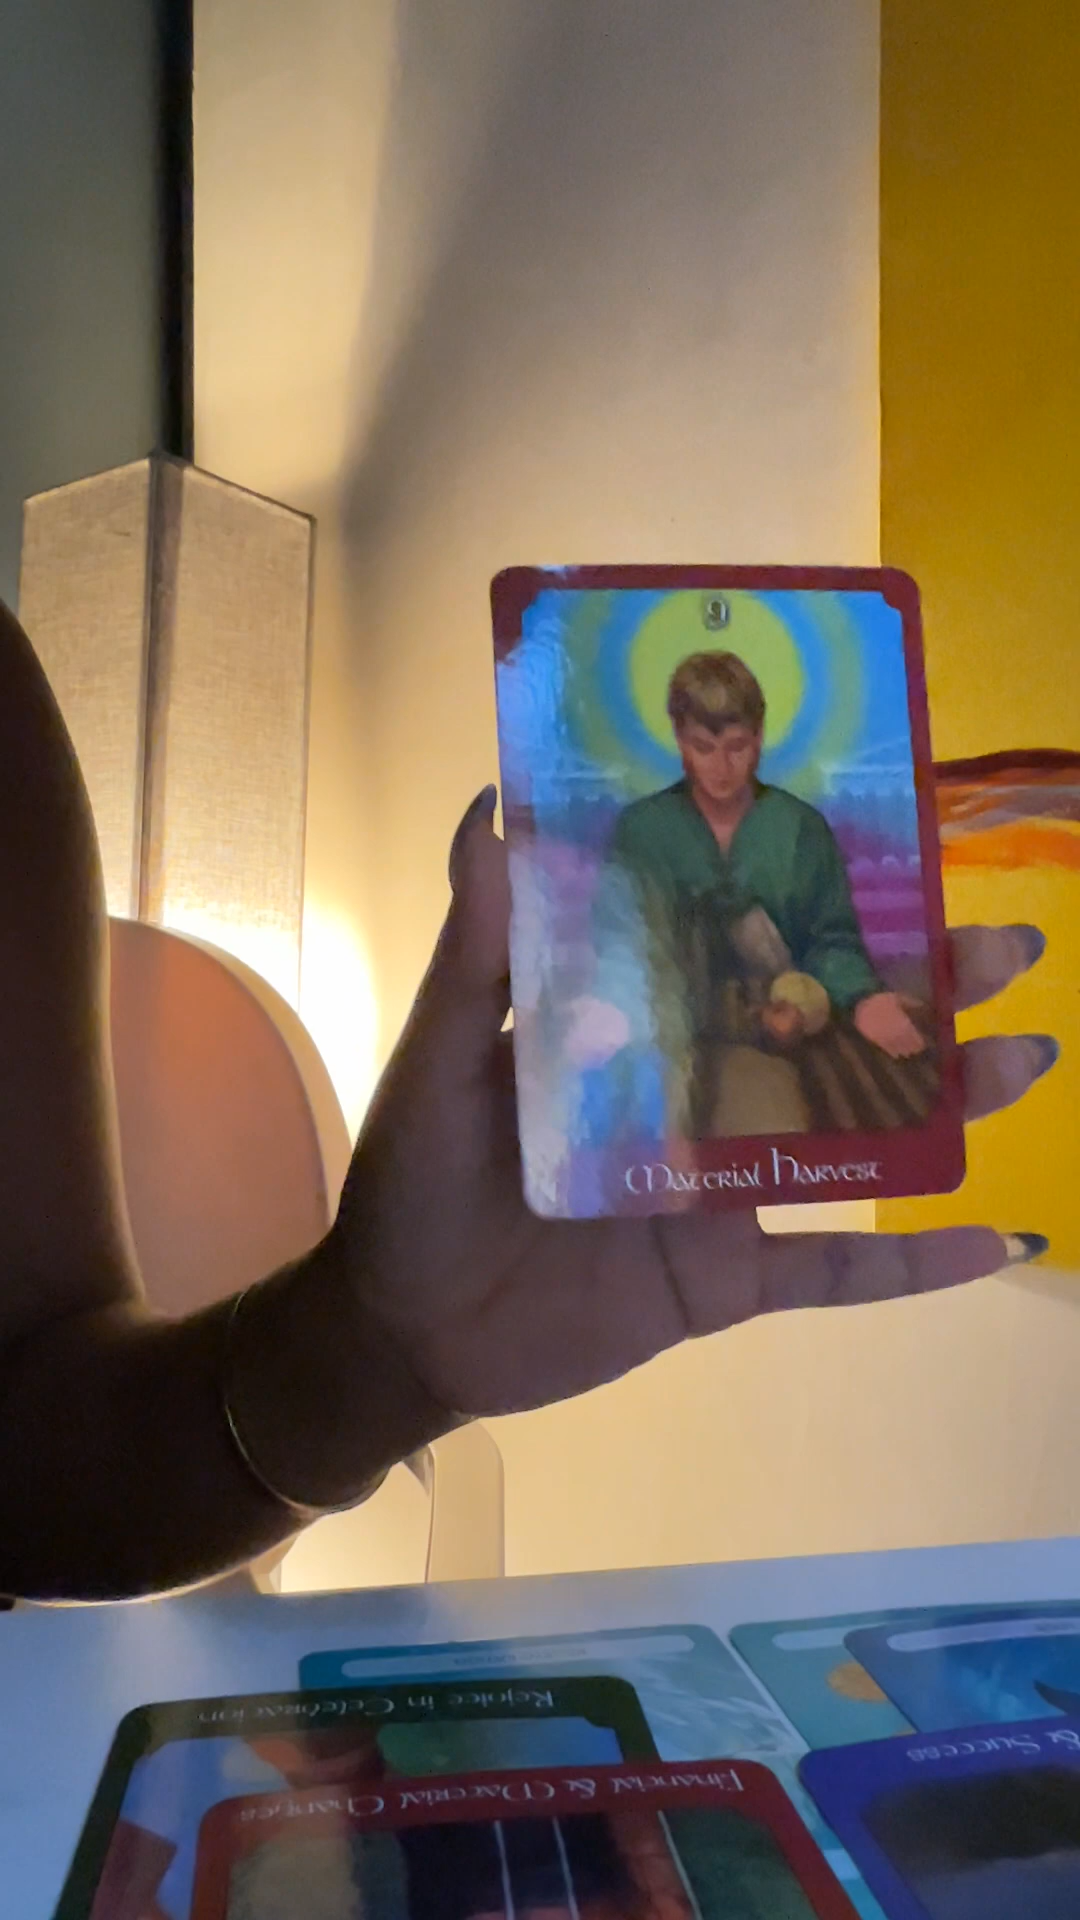 9
Material Harvest
Rejoice in Celebration
Financial & Material Changes
& Success